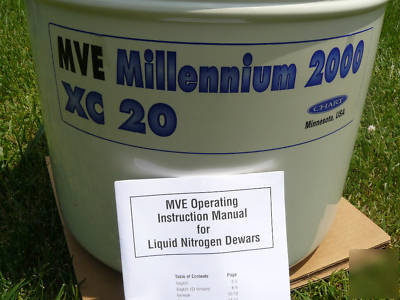 MVE Millennium 2000
XC 20
CHART
Minnesota, USA
MVE Operating
Instruction Manual
for
Liquid Nitrogen Dewars
Table of Contents Page
English